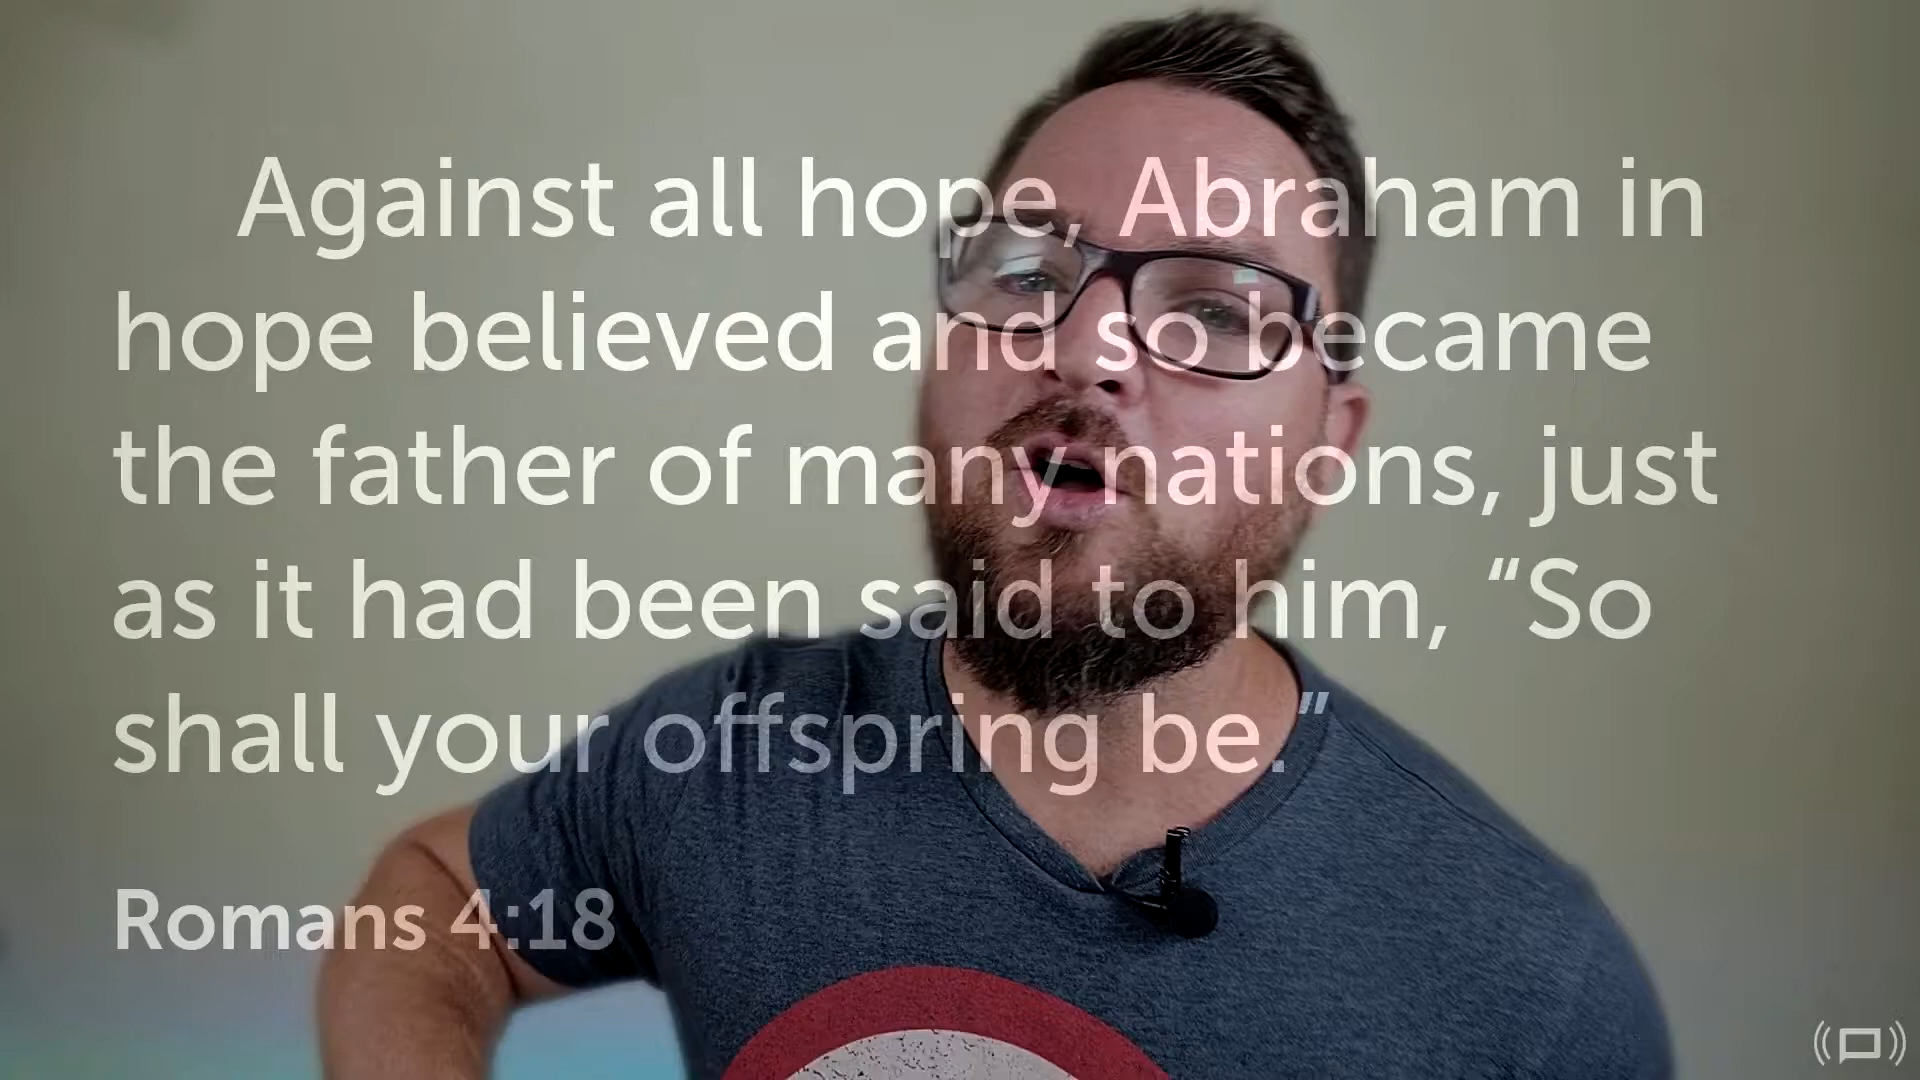 Against all hope, Abraham in
hope believed and so became
the father of many nations, just
as it had been said to him, “So
shall your offspring be.”
Romans 4:18